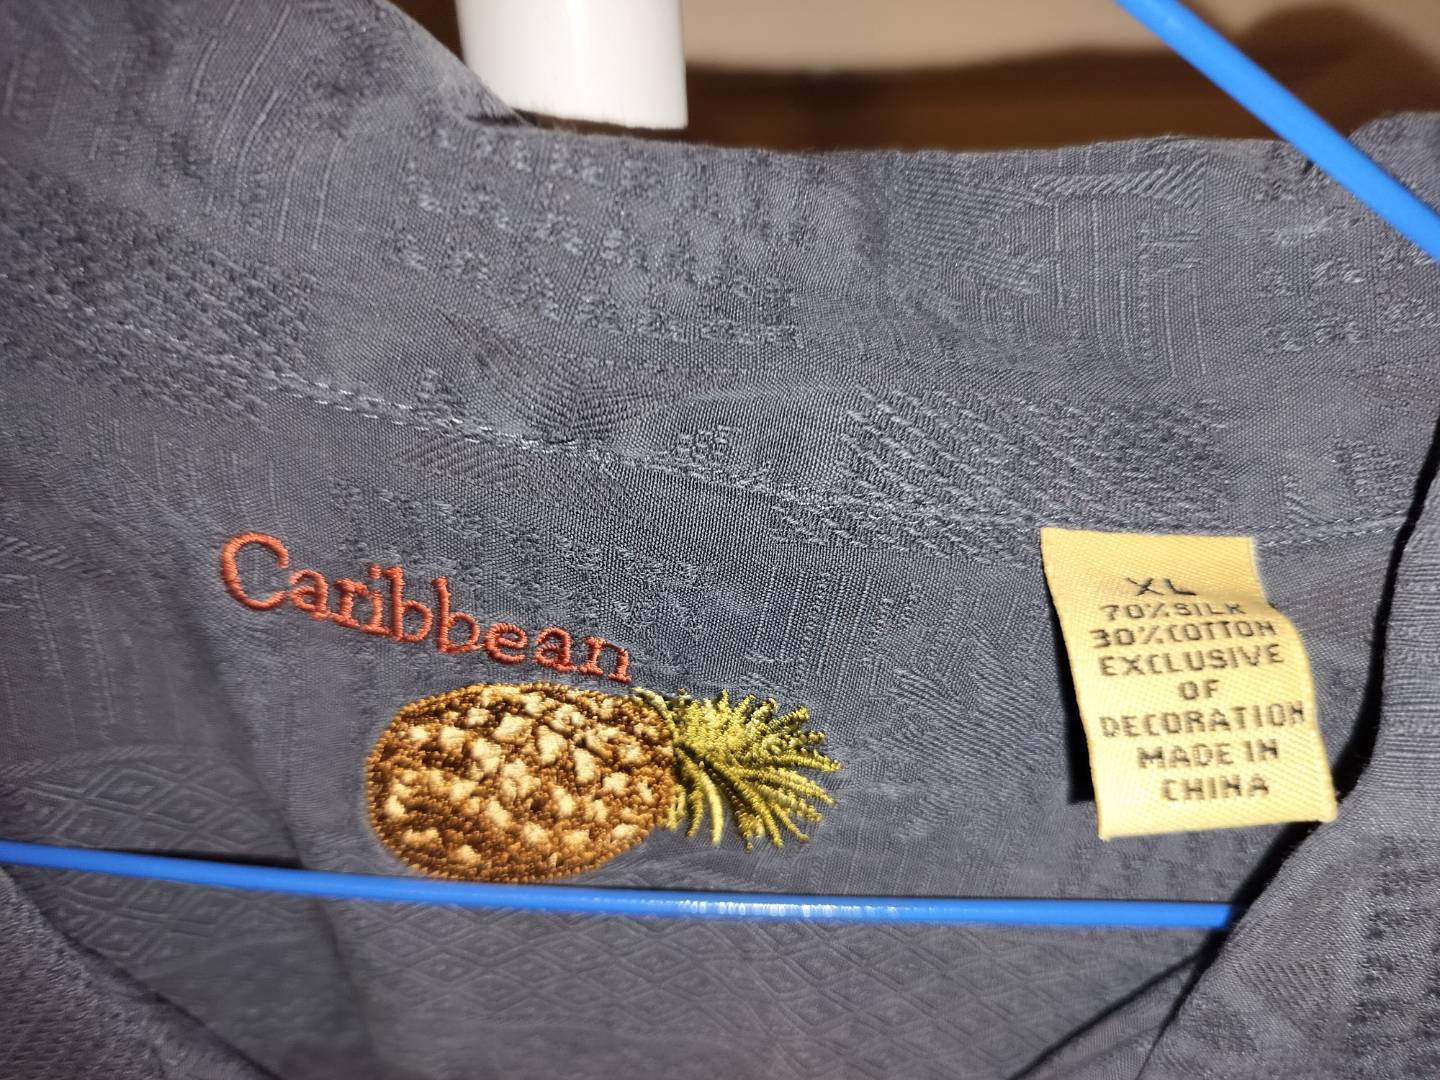 Caribbean
XL
70%SILK
30%COTTON
EXCLUSIVE
OF
DECORATION
MADE IN
CHINA